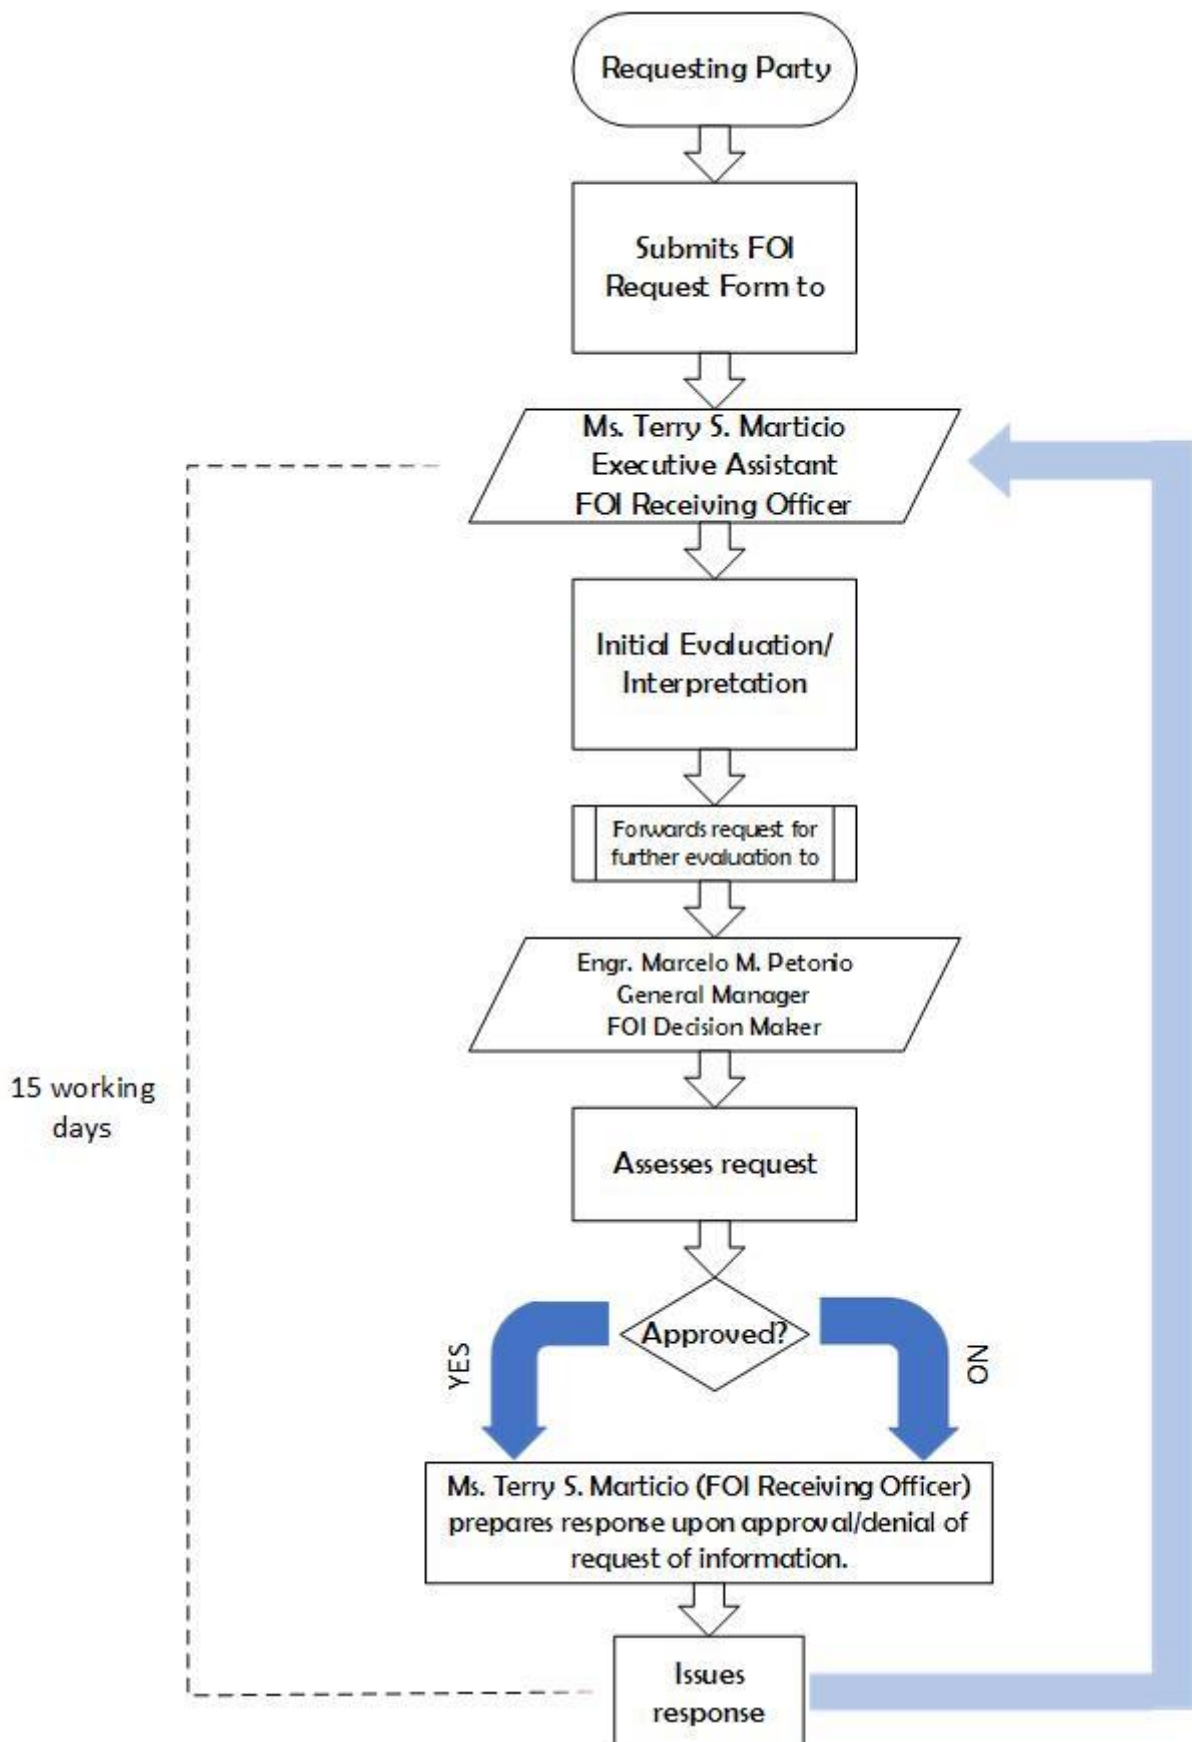 Requesting Party
Submits FOI
Request Form to
Ms. Terry S. Marticio
Executive Assistant
FOI Receiving Officer
Initial Evaluation/
Interpretation
Forwards request for
further evaluation to
Engr. Marcelo M. Petonio
General Manager
FOI Decision Maker
15 working
days
Assesses request
Approved?
YES
NO
Ms. Terry S. Marticio (FOI Receiving Officer)
prepares response upon approval/denial of
request of information.
Issues
response